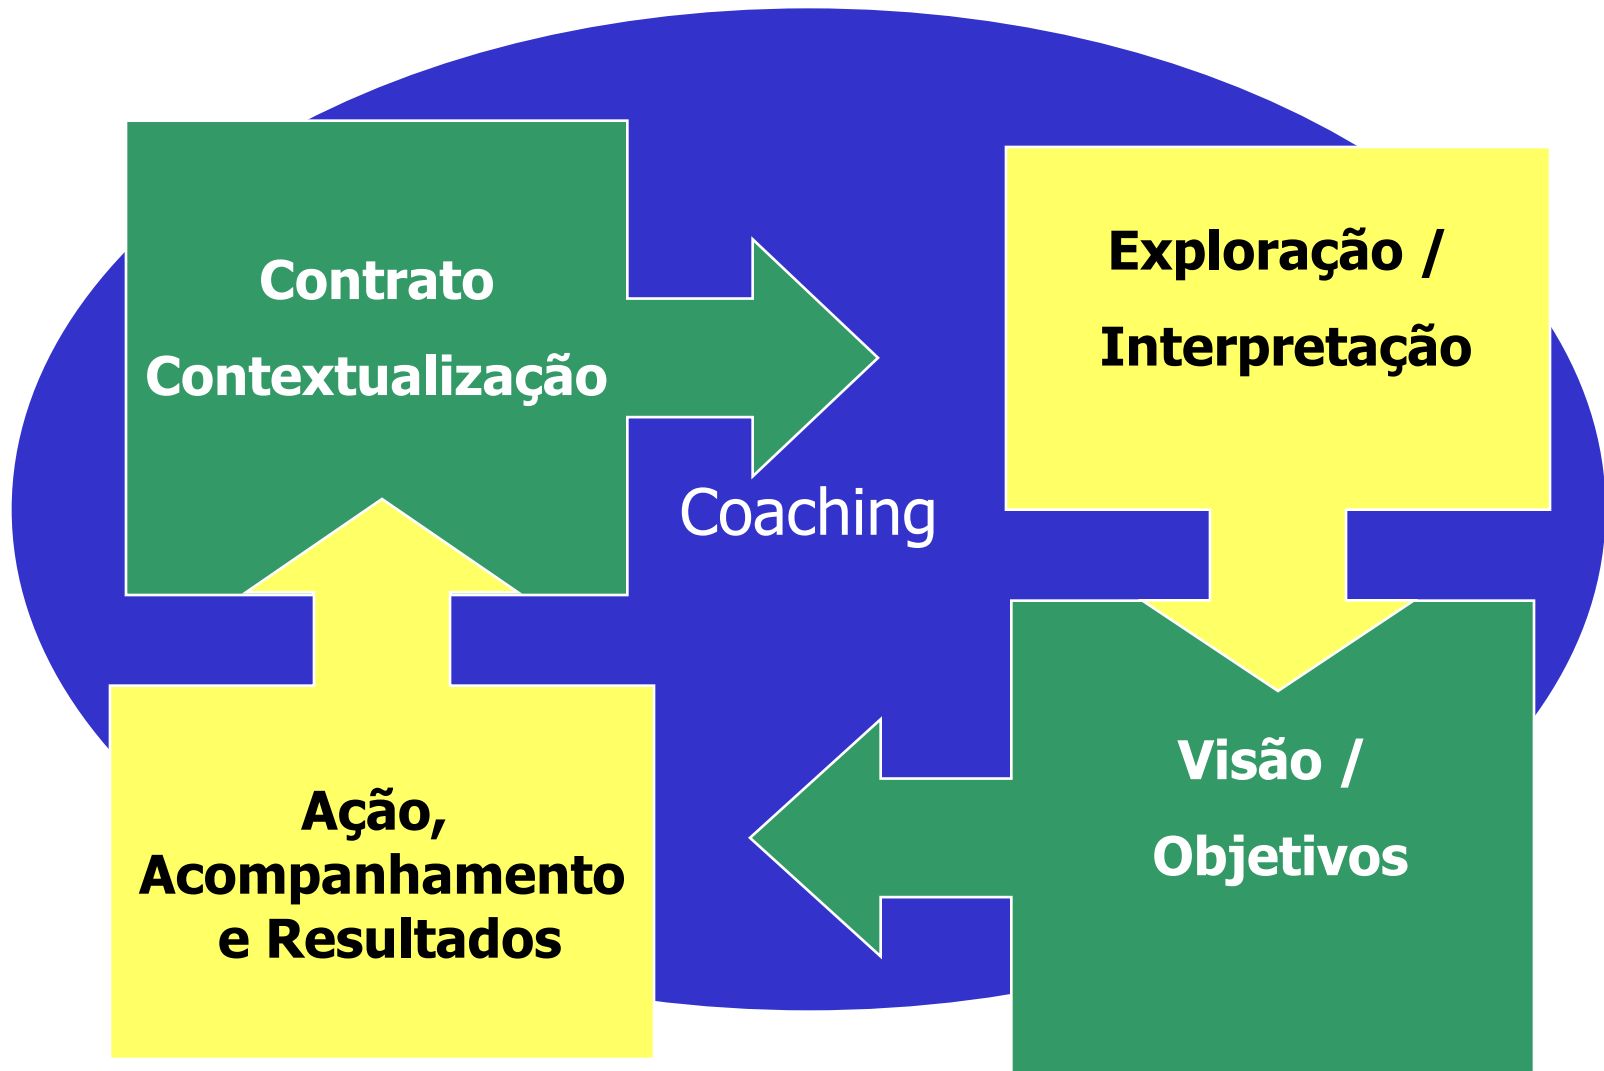 Contrato
Contextualização
Exploração /
Interpretação
Coaching
Visão /
Objetivos
Ação,
Acompanhamento
e Resultados